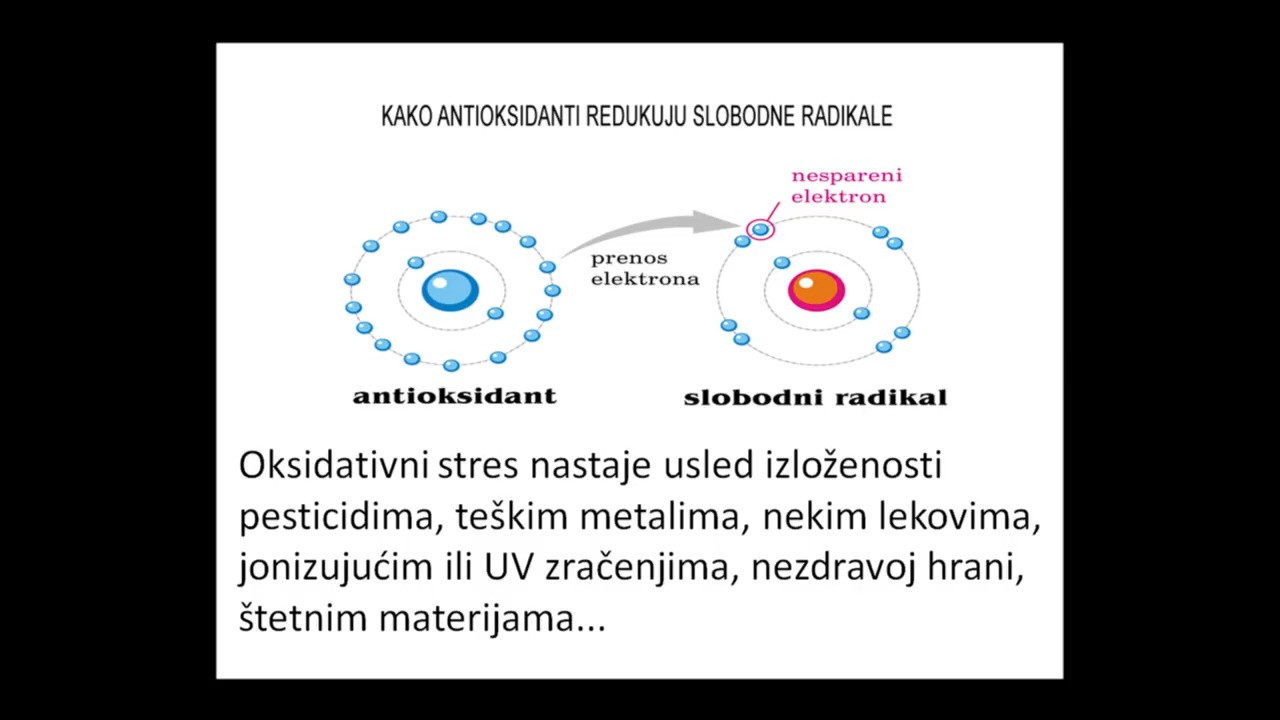 KAKO ANTIOKSIDANTI REDUKUJU SLOBODNE RADIKALE
nespareni
elektron
prenos
elektrona
antioksidant
slobodni radikal
Oksidativni stres nastaje usled izloženosti
pesticidima, teškim metalima, nekim lekovima,
jonizujućim ili UV zračenjima, nezdravoj hrani,
štetnim materijama...